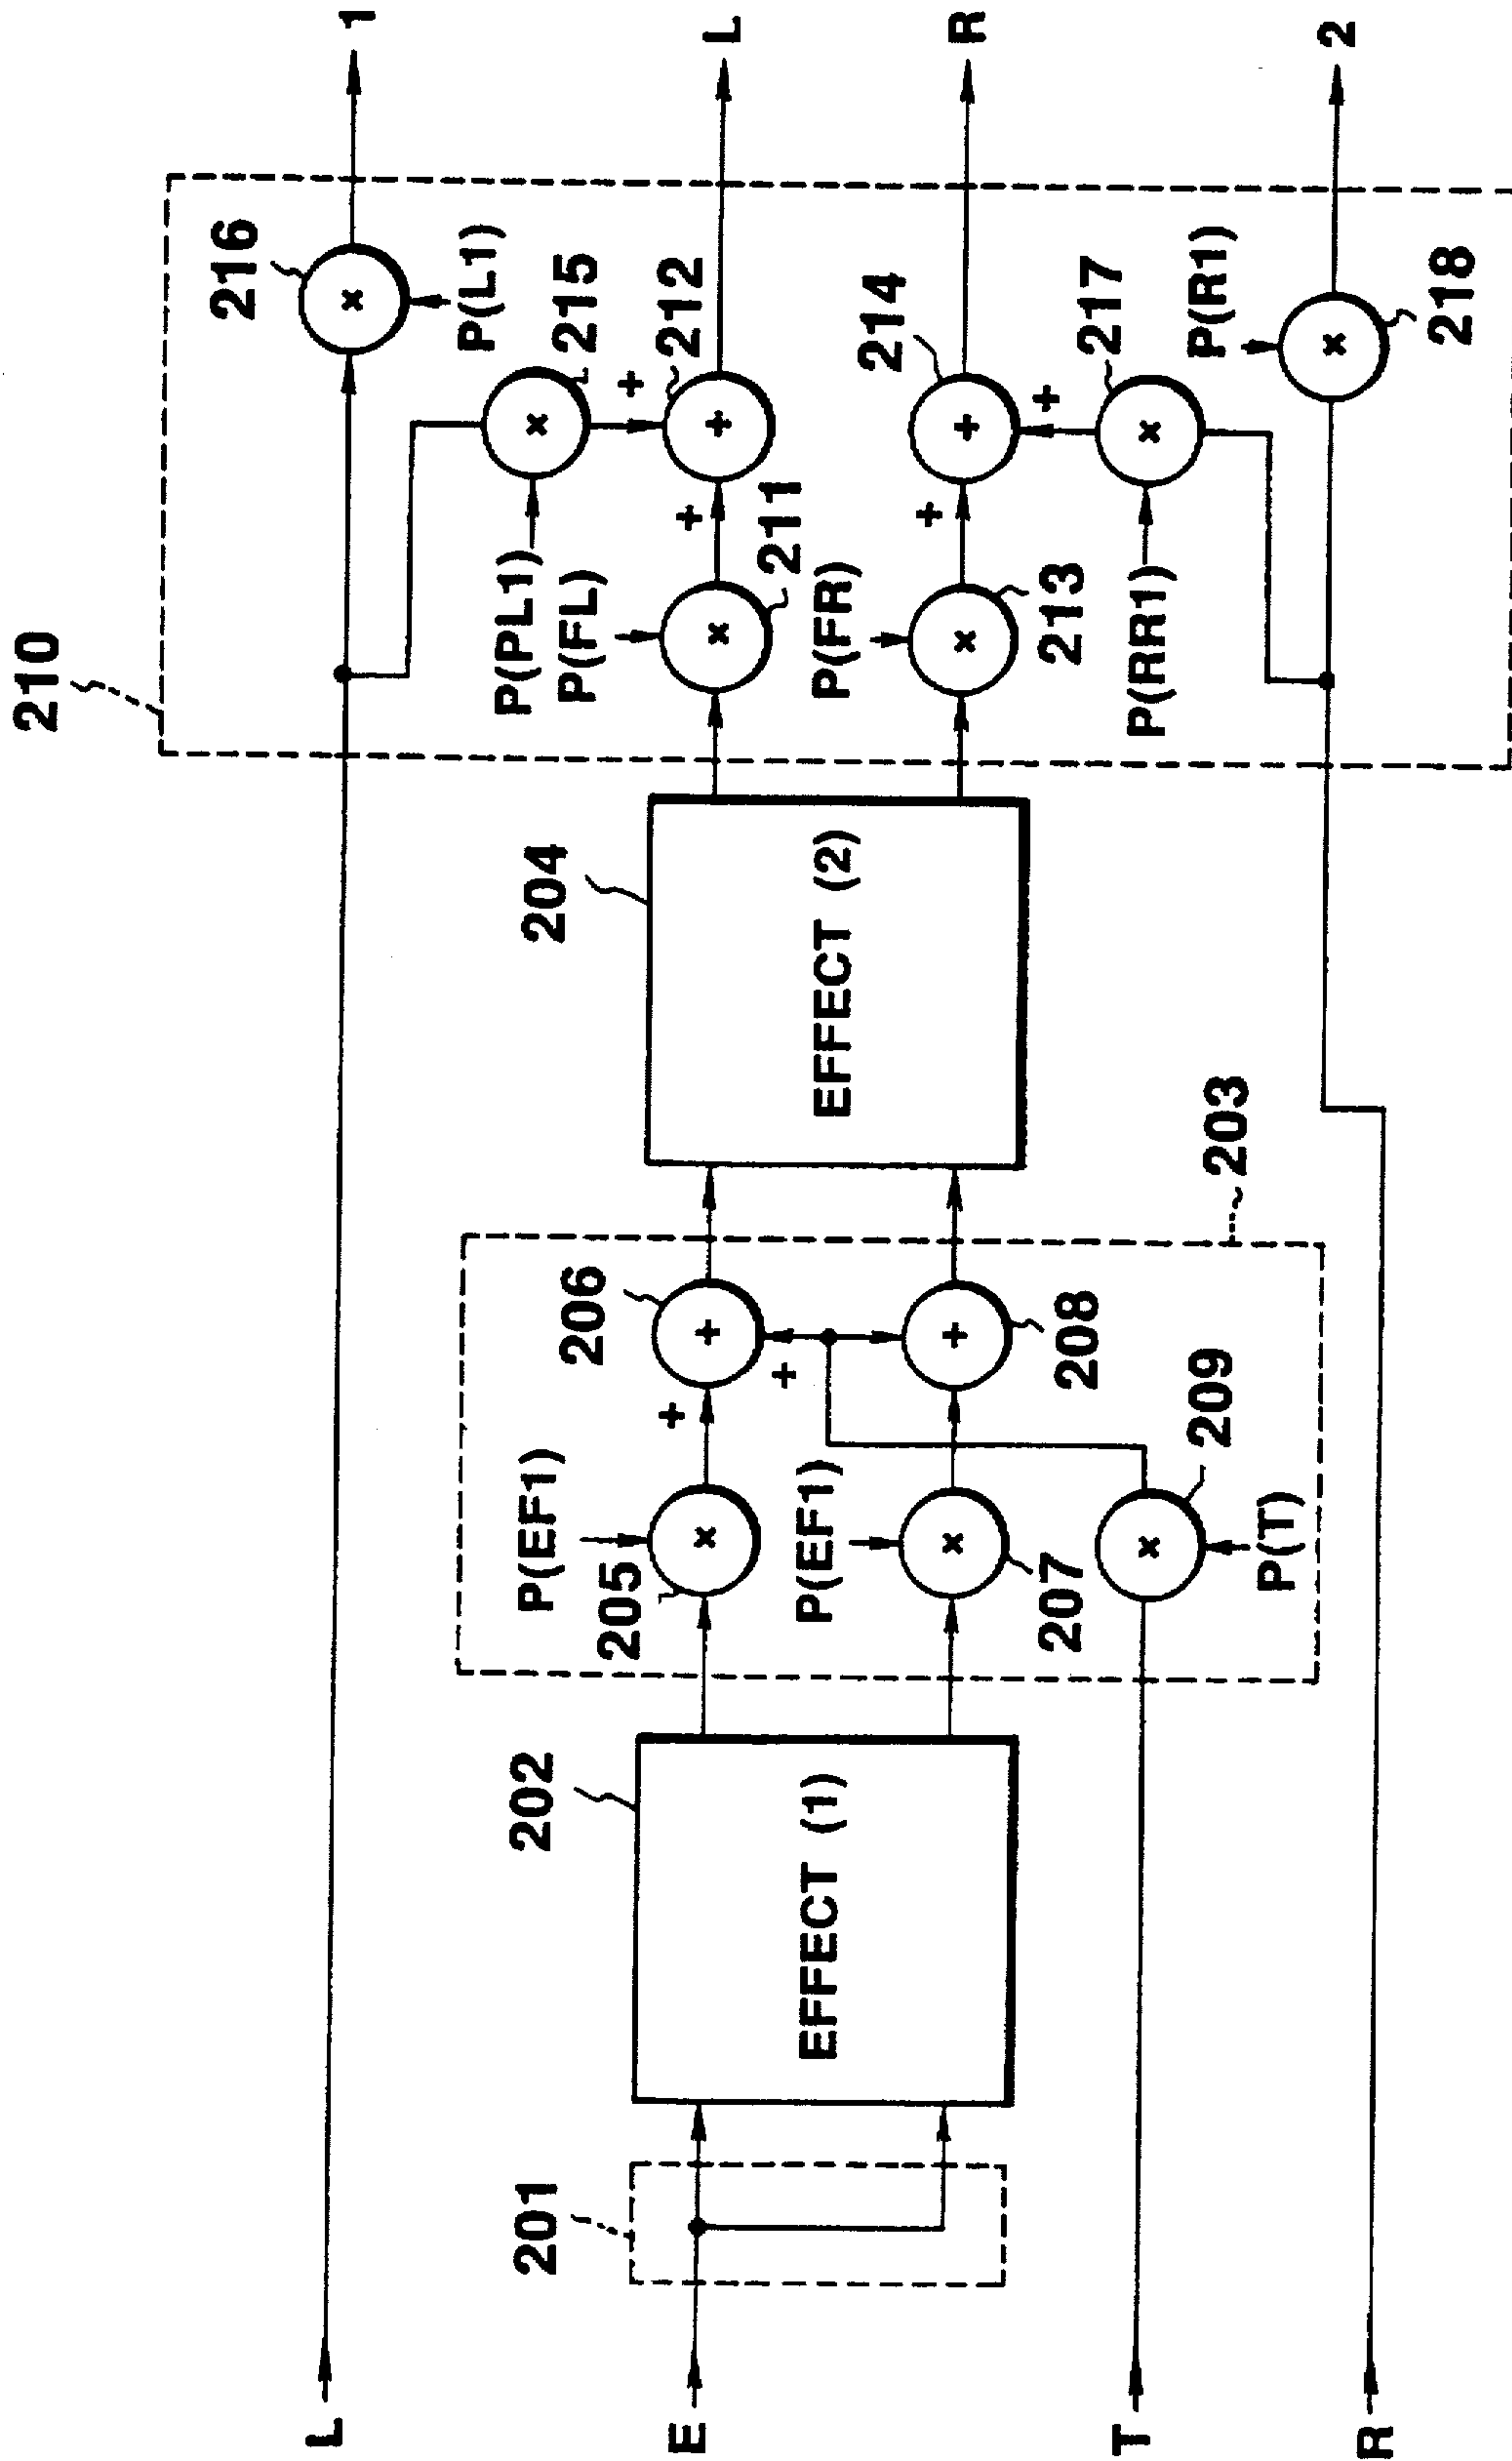 210
216
1
P(L1)
215
212
L
P(PL1)
P(FL)
211
+
+
+
x
x
x
214
R
P(FR)
213
+
+
+
x
x
217
P(RR1)
P(R1)
x
218
2
204
EFFECT (2)
203
206
+
+
+
208
+
P(EF1)
205
x
P(EF1)
207
x
209
x
P(T)
202
EFFECT (1)
201
L
E
T
R